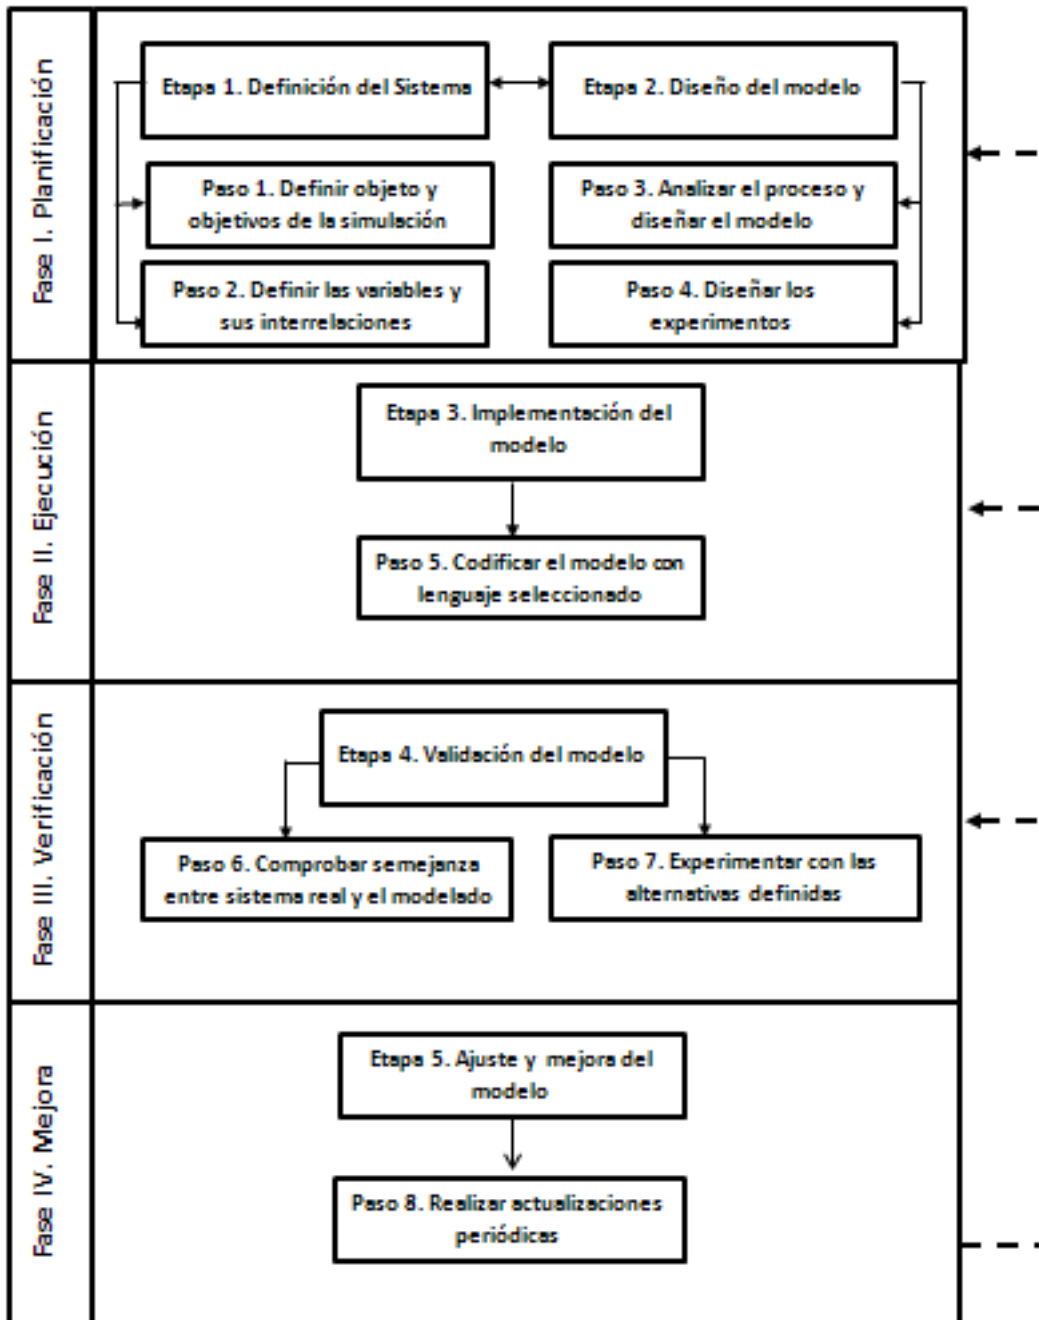 Fase I. Planificación
Etapa 1. Definición del Sistema
Etapa 2. Diseño del modelo
Paso 1. Definir objeto y
objetivos de la simulación
Paso 3. Analizar el proceso y
diseñar el modelo
Paso 2. Definir las variables y
sus interrelaciones
Paso 4. Diseñar los
experimentos
Fase II. Ejecución
Etapa 3. Implementación del
modelo
Paso 5. Codificar el modelo con
lenguaje seleccionado
Fase III. Verificación
Etapa 4. Validación del modelo
Paso 6. Comprobar semejanza
entre sistema real y el modelado
Paso 7. Experimentar con las
alternativas definidas
Fase IV. Mejora
Etapa 5. Ajuste y mejora del
modelo
Paso 8. Realizar actualizaciones
periódicas